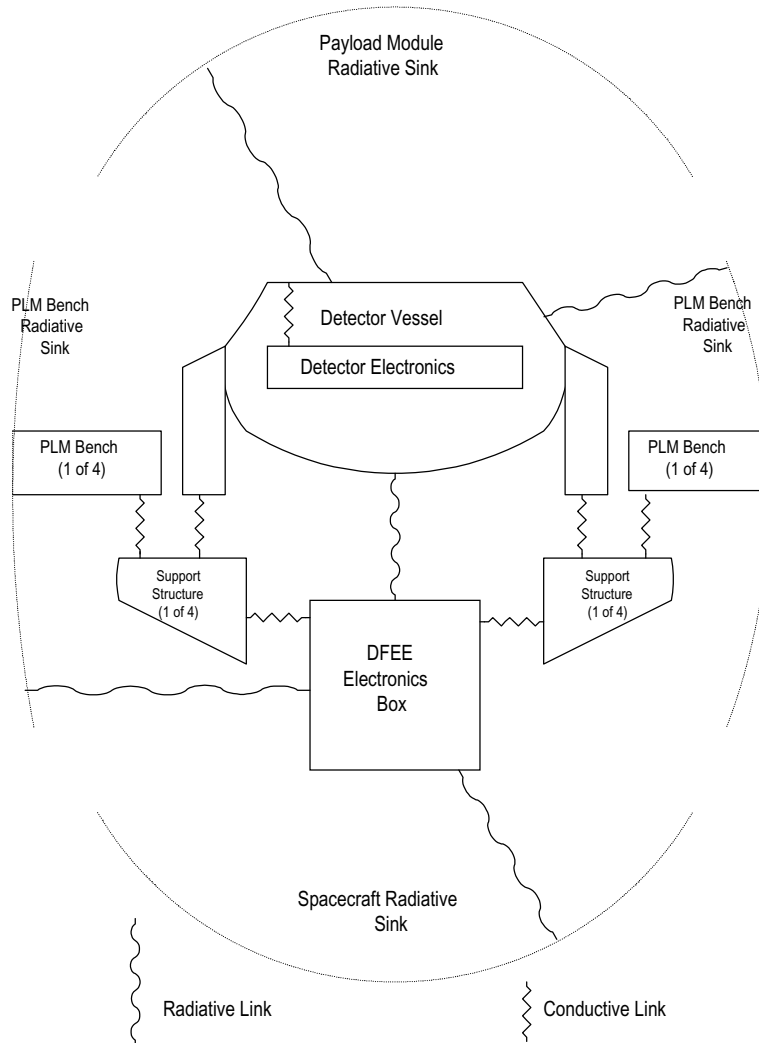 Payload Module
Radiative Sink
PLM Bench
Radiative
Sink
PLM Bench
Radiative
Sink
Detector Vessel
Detector Electronics
PLM Bench
(1 of 4)
PLM Bench
(1 of 4)
Support
Structure
(1 of 4)
Support
Structure
(1 of 4)
DFEE
Electronics
Box
Spacecraft Radiative
Sink
Radiative Link
Conductive Link